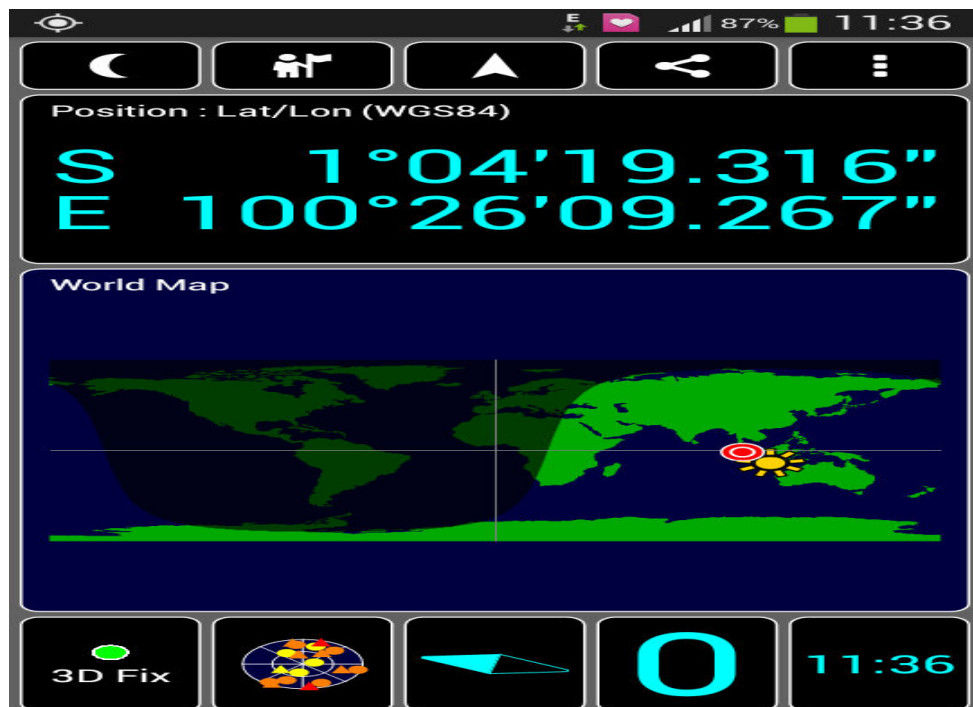 E 87% 11:36
Position : Lat/Lon (WGS84)
S 1°04'19.316"
E 100°26'09.267"
World Map
3D Fix 0 11:36